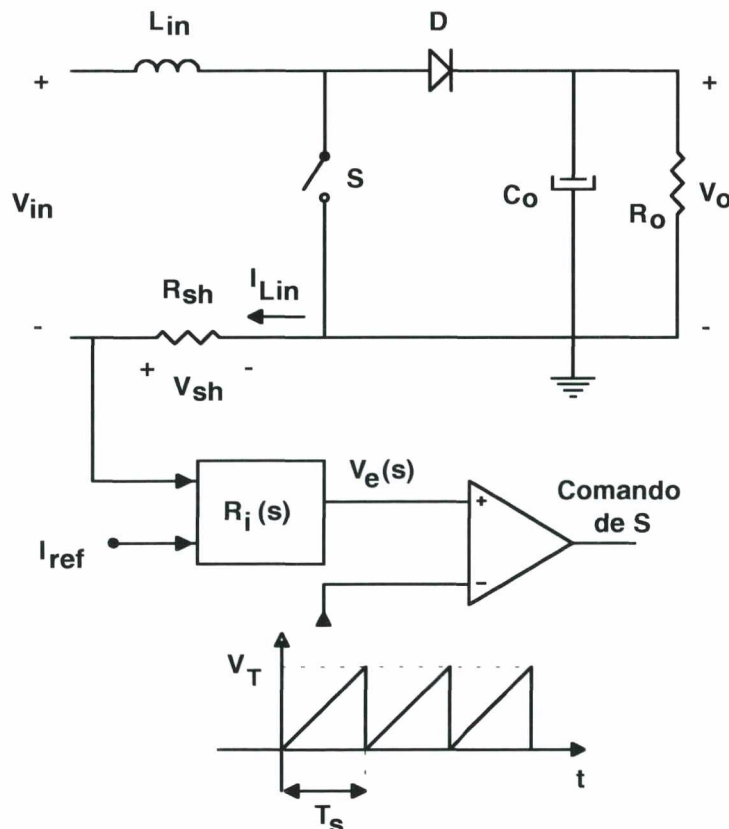 Lin
D
+
+
Vin
S
Co
Ro
Vo
Rsh
ILin
-
-
+ Vsh -
Ri(s)
Ve(s)
Iref
+
-
Comando
de S
VT
t
Ts